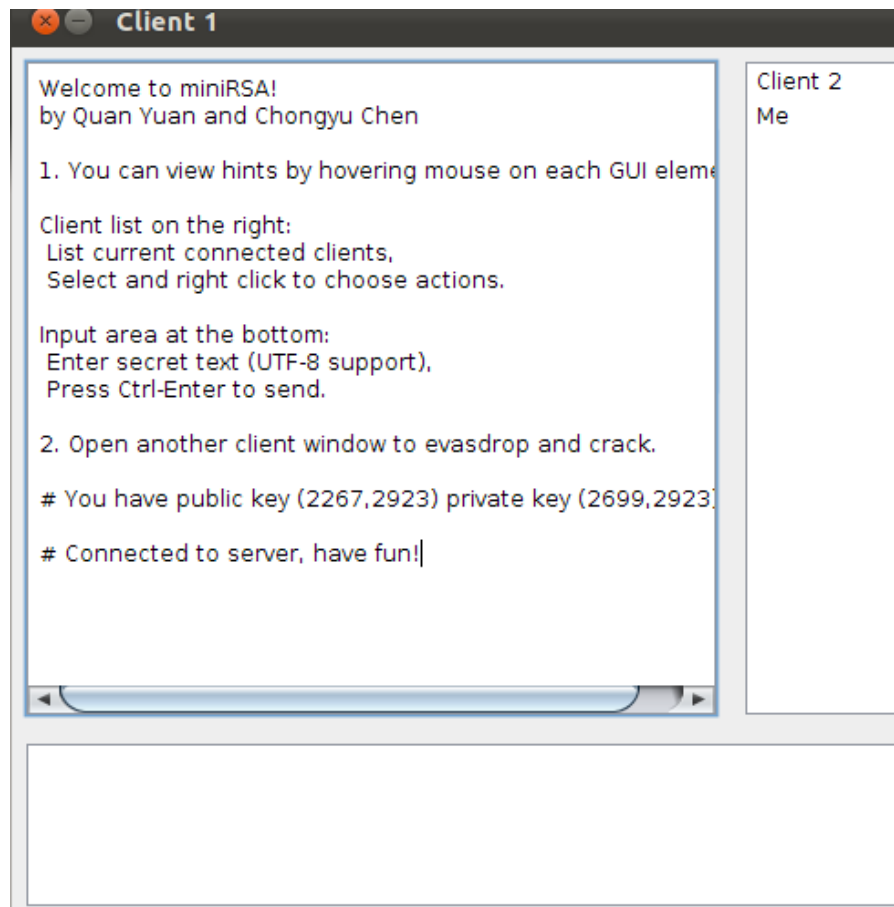 Client 1
Welcome to miniRSA!
by Quan Yuan and Chongyu Chen
1. You can view hints by hovering mouse on each GUI
Client list on the right:
List current connected clients,
Select and right click to choose actions.
Input area at the bottom:
Enter secret text (UTF-8 support),
Press Ctrl-Enter to send.
2. Open another client window to evasdrop and crack.
# You have public key (2267,2923) private key (2699,2923)
# Connected to server, have fun!
Client 2
Me